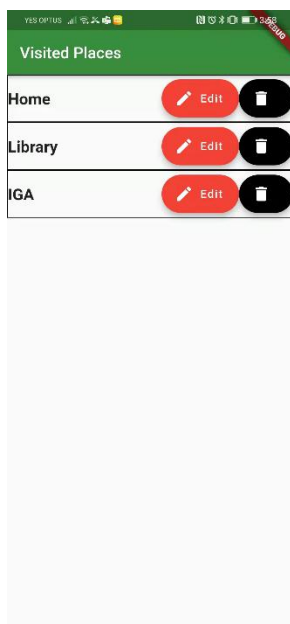 YES OPTUS 3:58
DEBUG
Visited Places
Home Edit
Library Edit
IGA Edit